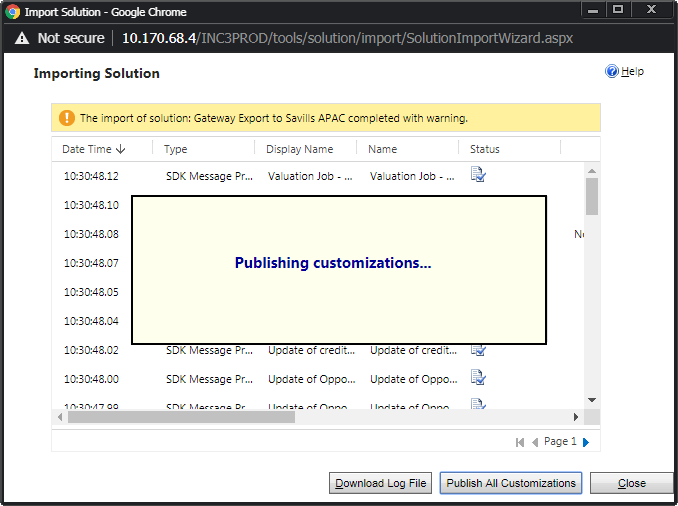 Import Solution - Google Chrome
Not secure | 10.170.68.4/INC3PROD/tools/solution/import/SolutionImportWizard.aspx
Importing Solution
Help
The import of solution: Gateway Export to Savills APAC completed with warning.
Date Time Type Display Name Name Status
10:30:48.12 SDK Message Pr... Valuation Job - ... Valuation Job - ...
10:30:48.10
10:30:48.08
10:30:48.07
Publishing customizations...
10:30:48.05
10:30:48.04
10:30:48.02 SDK Message Pr... Update of credit... Update of credit...
10:30:48.00 SDK Message Pr... Update of Oppo... Update of Oppo...
10:30:47.99 SDK Message Pr... Update of Oppo... Update of Oppo...
Page 1
Download Log File Publish All Customizations Close